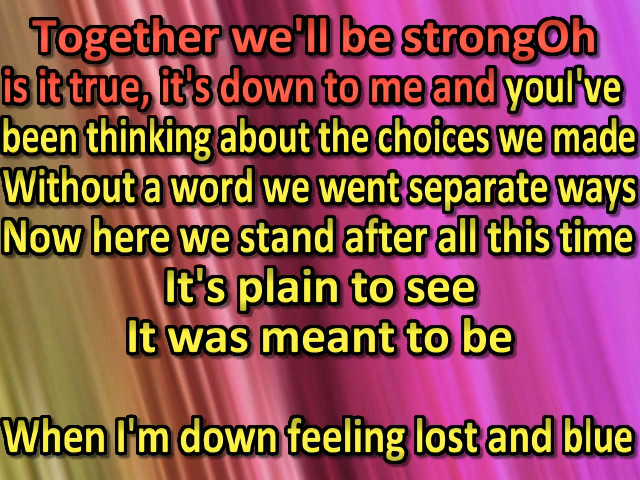 Together we'll be strongOh
is it true, it's down to me and youI've
been thinking about the choices we made
Without a word we went separate ways
Now here we stand after all this time
It's plain to see
It was meant to be
When I'm down feeling lost and blue